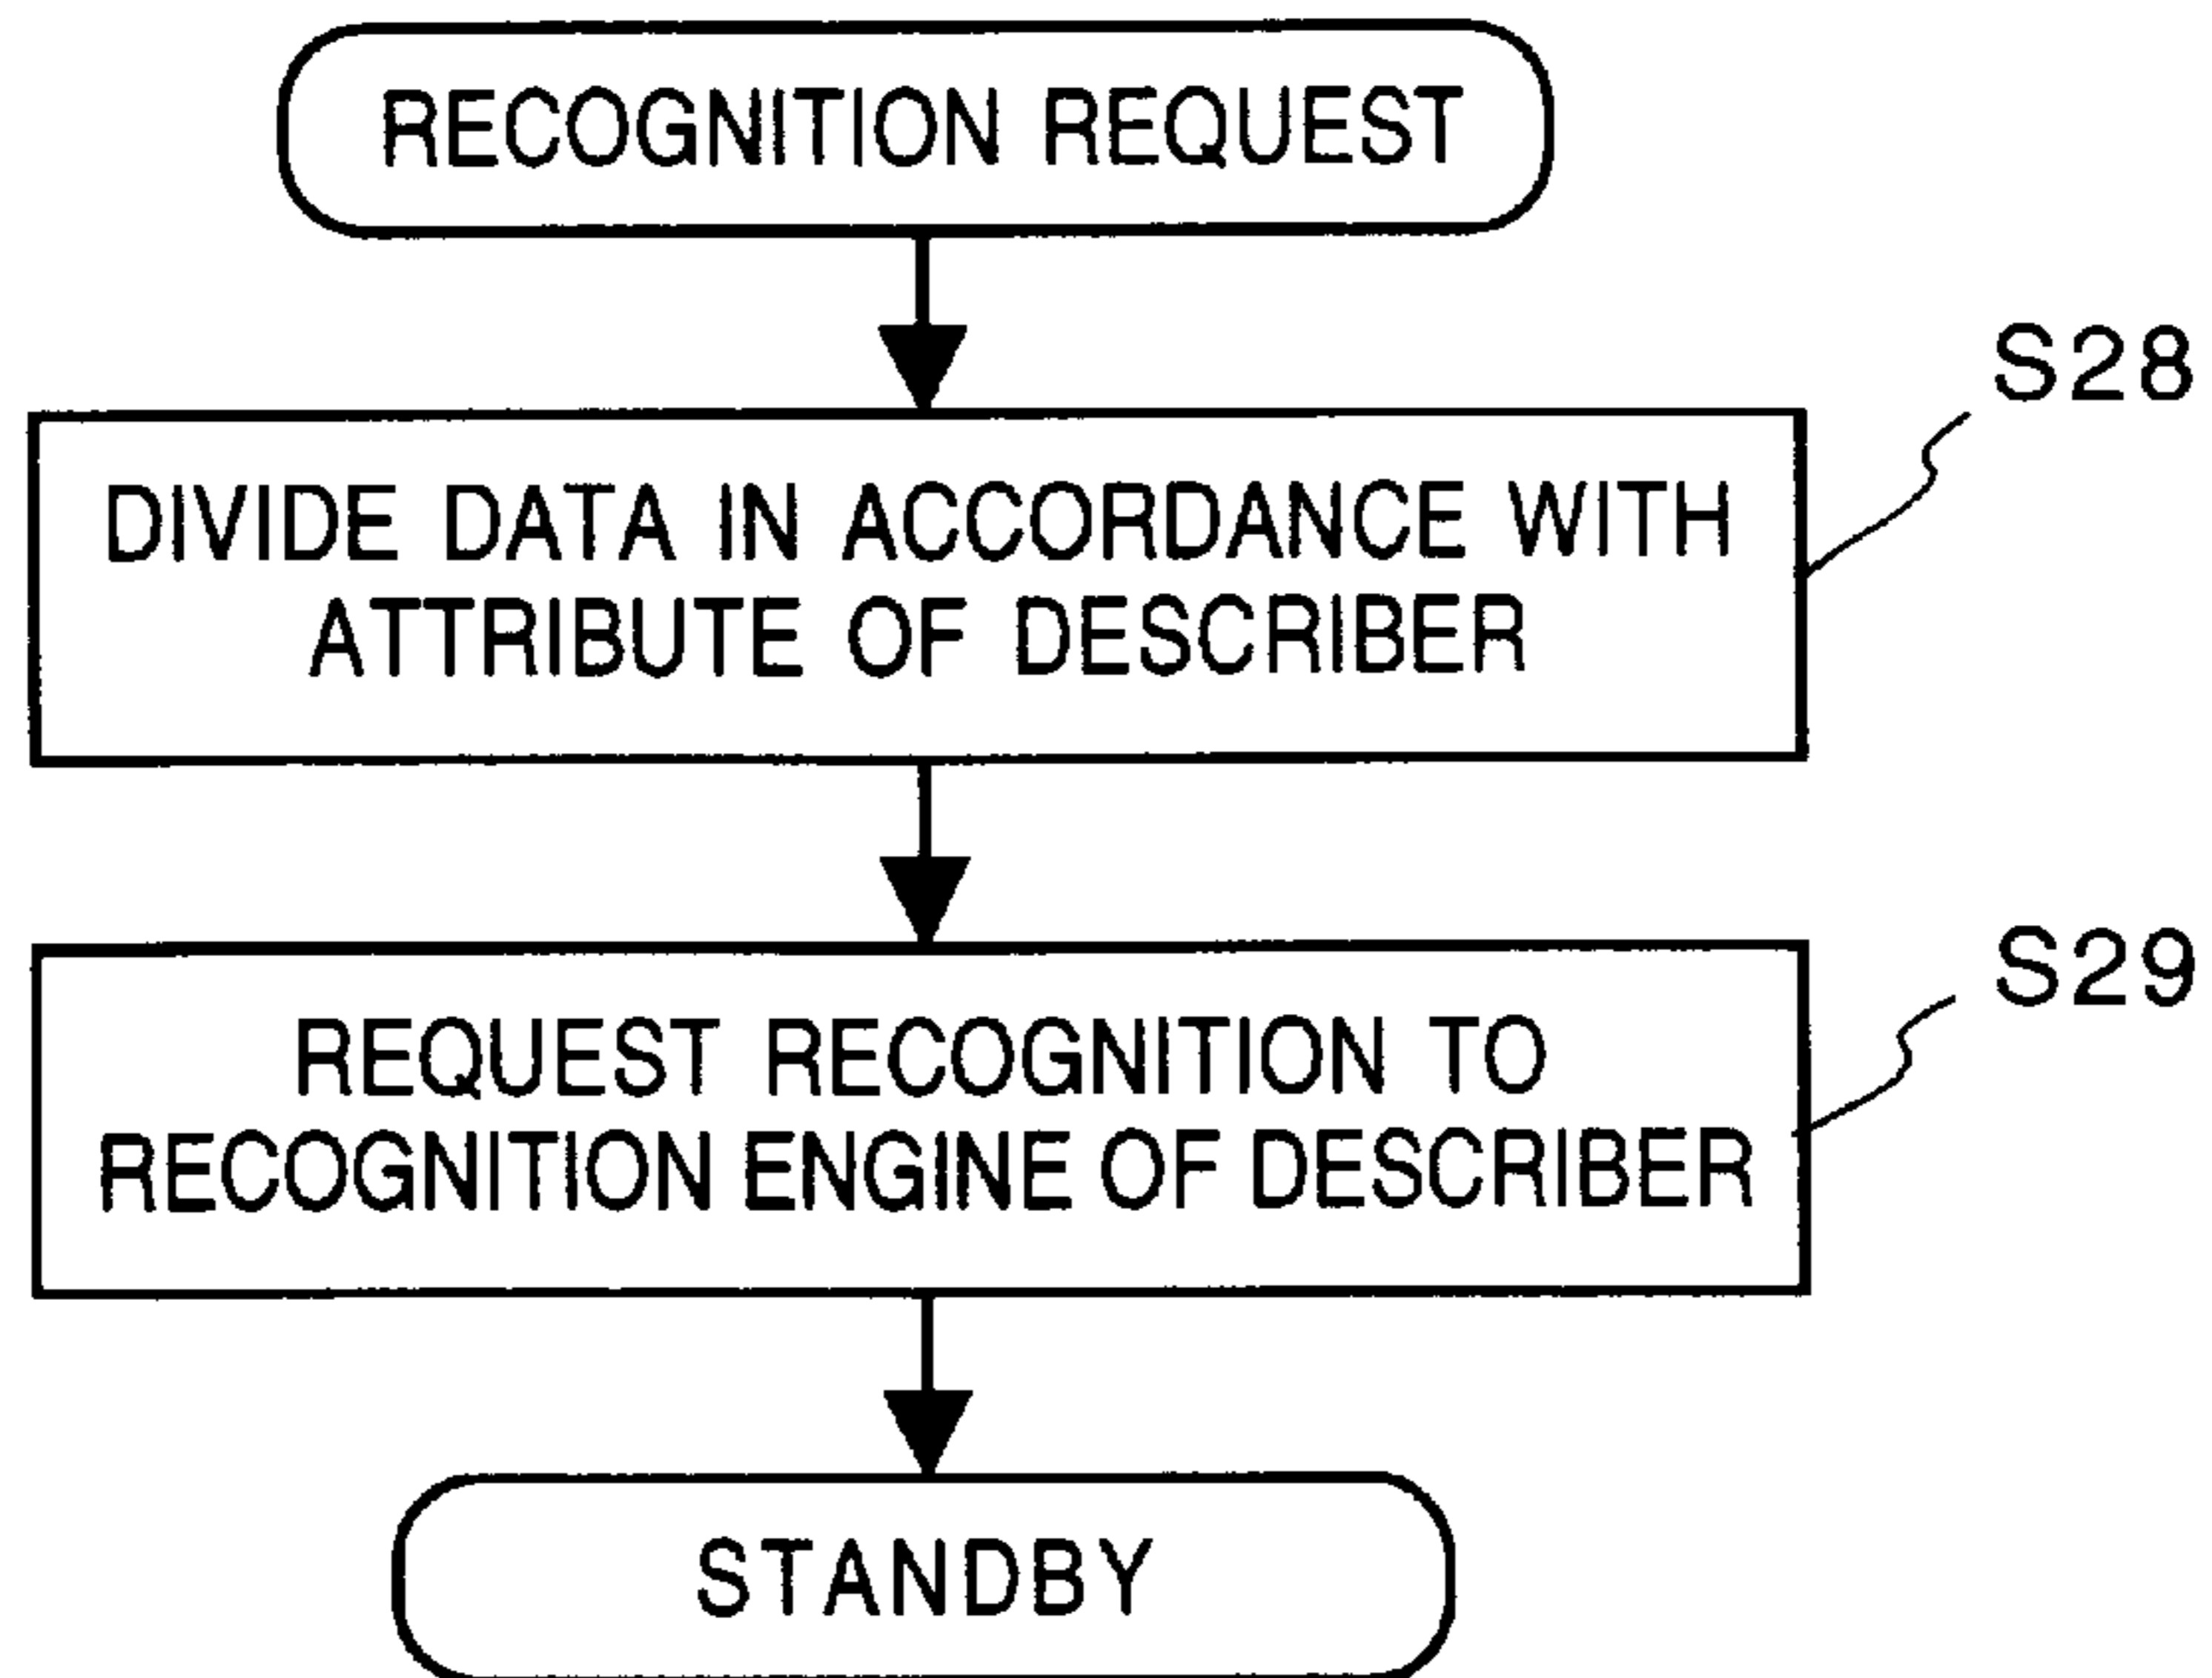 RECOGNITION REQUEST
S28
DIVIDE DATA IN ACCORDANCE WITH
ATTRIBUTE OF DESCRIBER
S29
REQUEST RECOGNITION TO
RECOGNITION ENGINE OF DESCRIBER
STANDBY